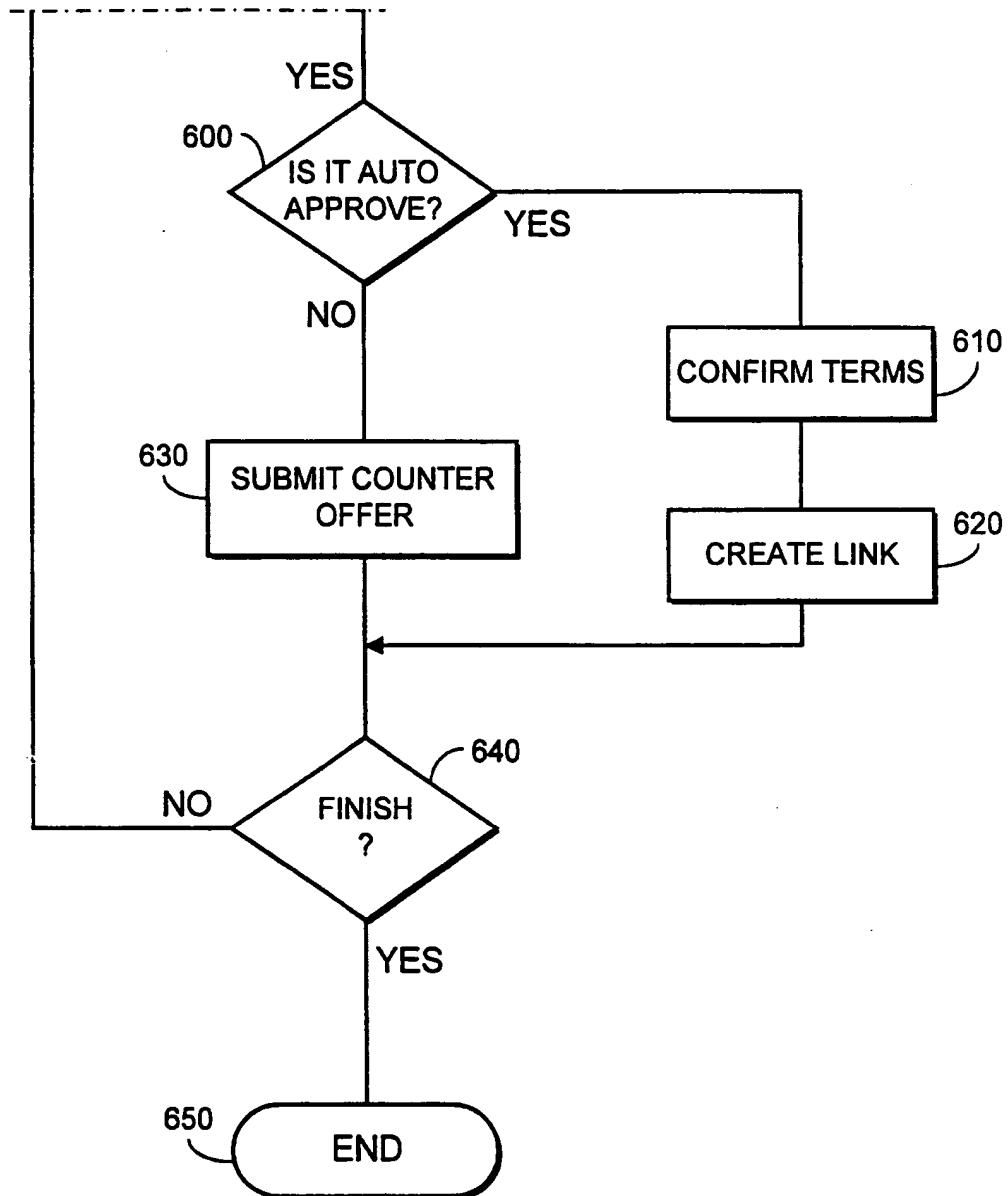 YES
600
IS IT AUTO
APPROVE?
YES
NO
610
CONFIRM TERMS
630
SUBMIT COUNTER
OFFER
620
CREATE LINK
640
NO
FINISH
?
YES
650
END